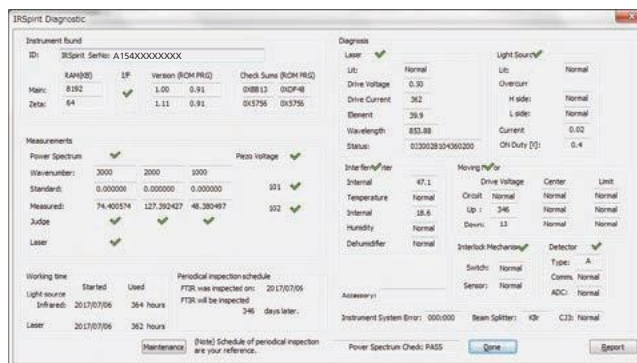 IRSpirit Diagnostic
Instrument found
ID: IRSpirit SerNo: A154XXXXXXXX
RAM(KB) I/F Version (ROM PRG) Check Sums (ROM PRG)
Main: 8192 1.00 0.91 0XBB13 0XDF48
Zeta: 64 1.11 0.91 0X5756 0X5756
Measurements
Power Spectrum Piezo Voltage
Wavenumber: 3000 2000 1000
Standard: 0.000000 0.000000 0.000000 101
Measured: 74.400574 127.392427 48.380497 102
Judge
Laser
Working time
Started Used
Light source
Infrared: 2017/07/06 364 hours
Laser 2017/07/06 362 hours
Periodical inspection schedule
FTIR was inspected on: 2017/07/06
FTIR will be inspected
346 days later.
Maintenance
(Note) Schedule of periodical inspection
are your reference.
Diagnosis
Laser
Lit: Normal
Drive Voltage 0.30
Drive Current 362
Element 39.9
Wavelength 853.88
Status: 0330028104360200
Light Source
Lit: Normal
Overcurr
H side: Normal
L side: Normal
Current 0.02
ON Duty [%]: 0.4
Internal 47.1
Temperature Normal
Internal 18.6
Humidity Normal
Dehumidifier Normal
Drive Voltage Center Limit
Circuit Normal Normal Normal
Up : 346 Normal Normal
Down: 13 Normal Normal
Interlock Mechanism
Switch: Normal
Sensor: Normal
Detector
Type: A
Comm. Normal
ADC: Normal
Accessory:
Instrument System Error: 000:000 Beam Splitter: KBr CJ3: Normal
Power Spectrum Check: PASS
Done
Report